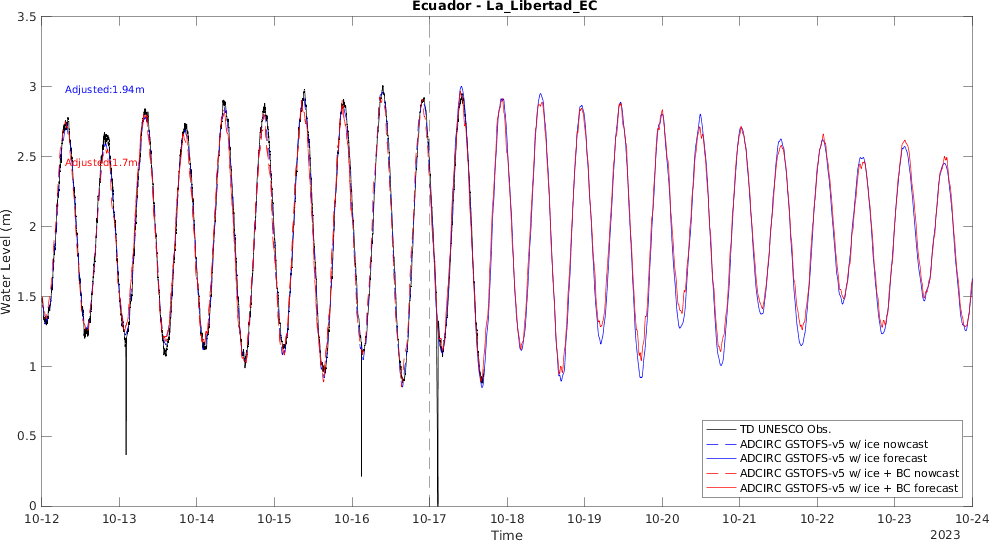 Ecuador - La_Libertad_EC
3.5
3
2.5
2
1.5
1
0.5
0
Water Level (m)
Adjusted:1.94m
Adjusted:1.7m
TD UNESCO Obs.
ADCIRC GSTOFS-v5 w/ ice nowcast
ADCIRC GSTOFS-v5 w/ ice forecast
ADCIRC GSTOFS-v5 w/ ice + BC nowcast
ADCIRC GSTOFS-v5 w/ ice + BC forecast
10-12 10-13 10-14 10-15 10-16 10-17 10-18 10-19 10-20 10-21 10-22 10-23 10-24
Time
2023